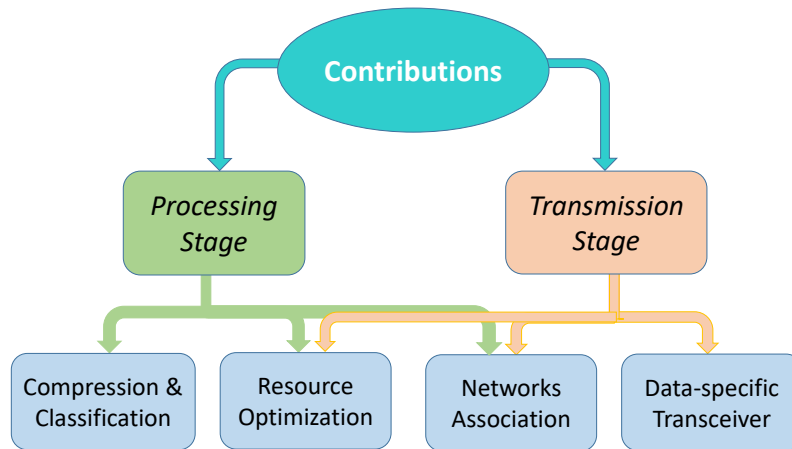 Contributions
Processing
Stage
Transmission
Stage
Compression &
Classification
Resource
Optimization
Networks
Association
Data-specific
Transceiver